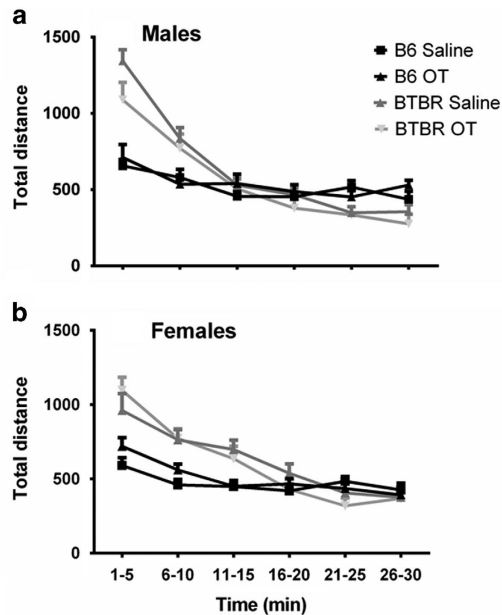 a
Males
B6 Saline
B6 OT
BTBR Saline
BTBR OT
1500
1000
500
0
Total distance
b
Females
1500
1000
500
0
Total distance
1-5 6-10 11-15 16-20 21-25 26-30
Time (min)